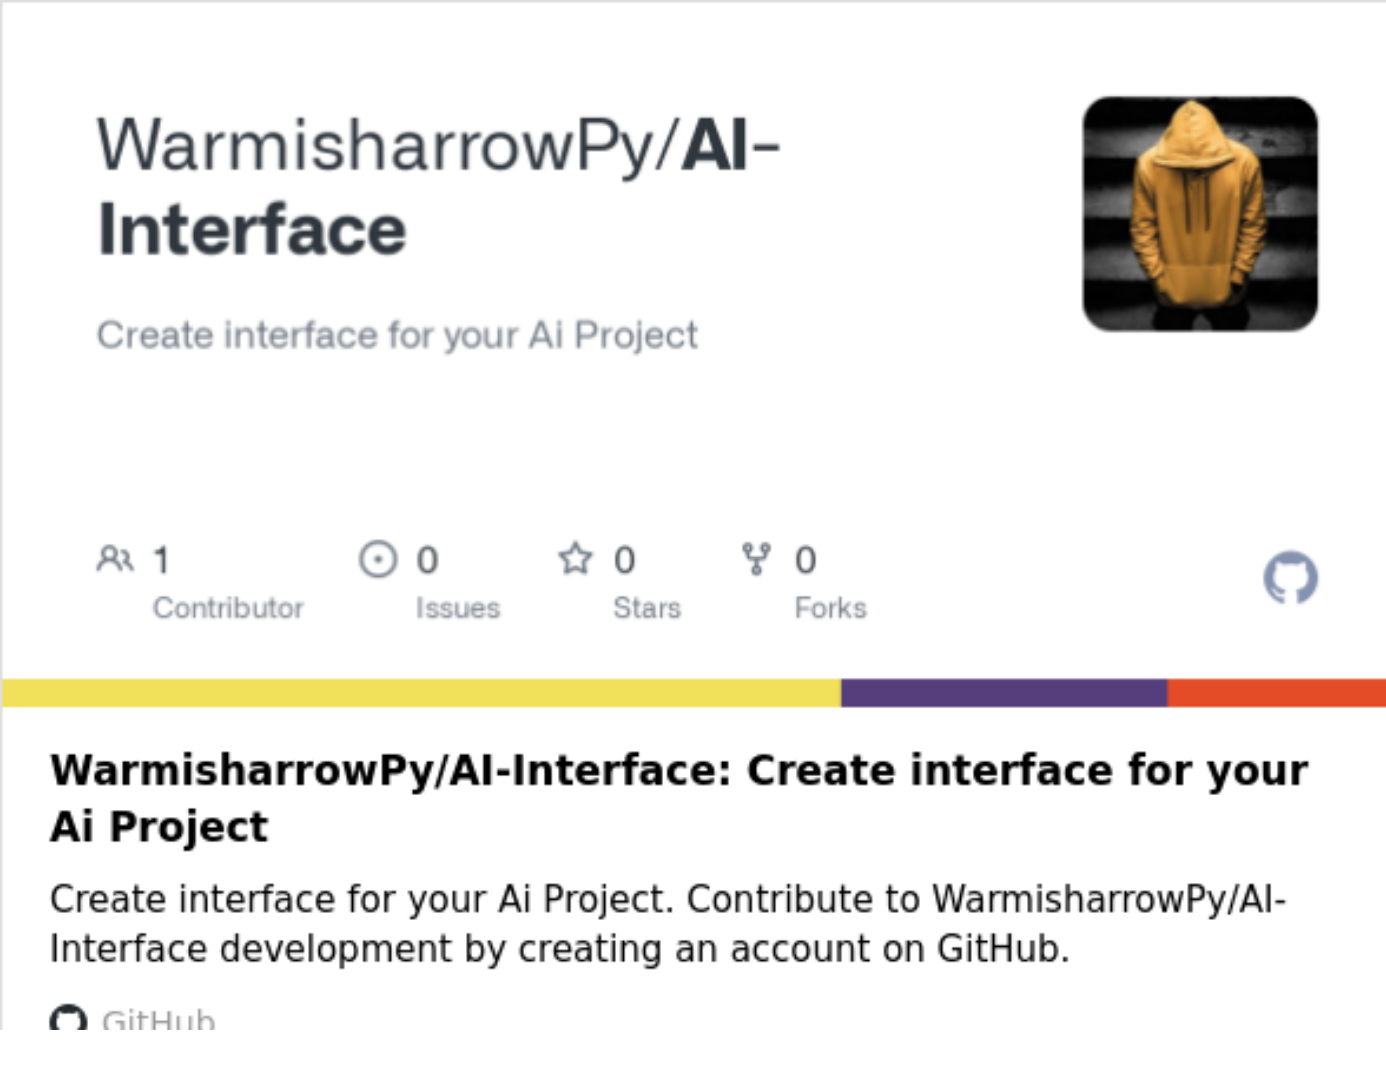 WarmisharrowPy/AI-
Interface
Create interface for your Ai Project
1
Contributor
0
Issues
0
Stars
0
Forks
WarmisharrowPy/AI-Interface: Create interface for your
Ai Project
Create interface for your Ai Project. Contribute to WarmisharrowPy/AI-
Interface development by creating an account on GitHub.
GitHub